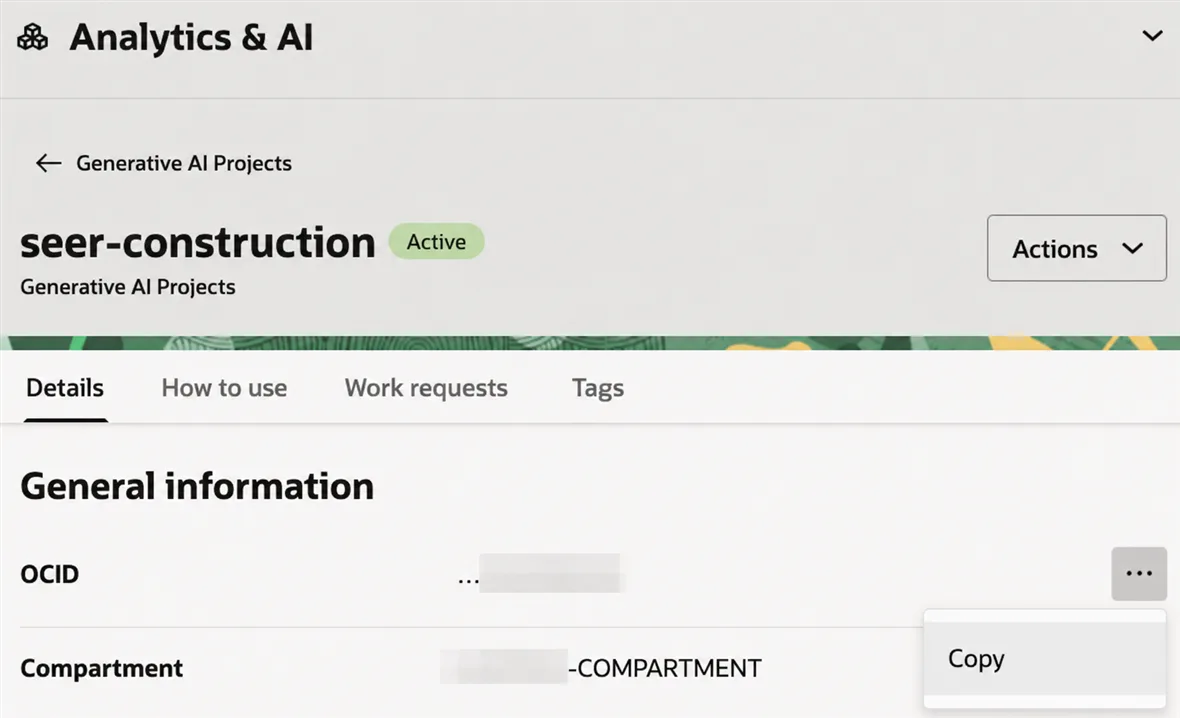 Analytics & AI
Generative AI Projects
seer-construction Active
Generative AI Projects
Actions
Details How to use Work requests Tags
General information
OCID ...
Compartment -COMPARTMENT
Copy